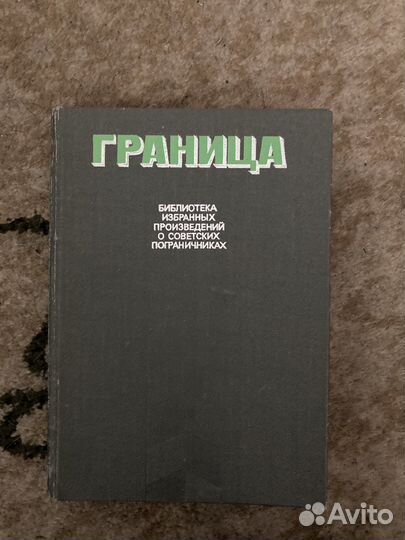 ГРАНИЦА
БИБЛИОТЕКА
ИЗБРАННЫХ
ПРОИЗВЕДЕНИЙ
О СОВЕТСКИХ
ПОГРАНИЧНИКАХ
Avito